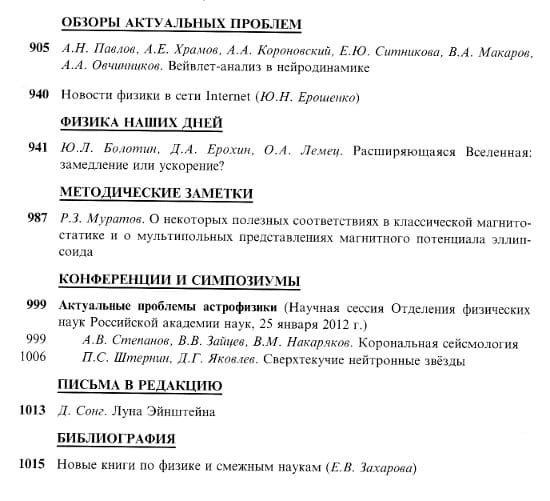 ОБЗОРЫ АКТУАЛЬНЫХ ПРОБЛЕМ
905 А.Н. Павлов, А.Е. Храмов, А.А. Короновский, Е.Ю. Ситникова, В.А. Макаров,
А.А. Овчинников. Вейвлет-анализ в нейродинамике
940 Новости физики в сети Internet (Ю.Н. Ерошенко)
ФИЗИКА НАШИХ ДНЕЙ
941 Ю.Л. Болотин, Д.А. Ерохин, О.А. Лемец. Расширяющаяся Вселенная:
замедление или ускорение?
МЕТОДИЧЕСКИЕ ЗАМЕТКИ
987 Р.З. Муратов. О некоторых полезных соответствиях в классической магнито-
статике и о мультипольных представлениях магнитного потенциала эллип-
соида
КОНФЕРЕНЦИИ И СИМПОЗИУМЫ
999 Актуальные проблемы астрофизики (Научная сессия Отделения физических
наук Российской академии наук, 25 января 2012 г.)
999 А.В. Степанов, В.В. Зайцев, В.М. Накаряков. Корональная сейсмология
1006 П.С. Штернин, Д.Г. Яковлев. Сверхтекучие нейтронные звёзды
ПИСЬМА В РЕДАКЦИЮ
1013 Д. Сонг. Луна Эйнштейна
БИБЛИОГРАФИЯ
1015 Новые книги по физике и смежным наукам (Е.В. Захарова)